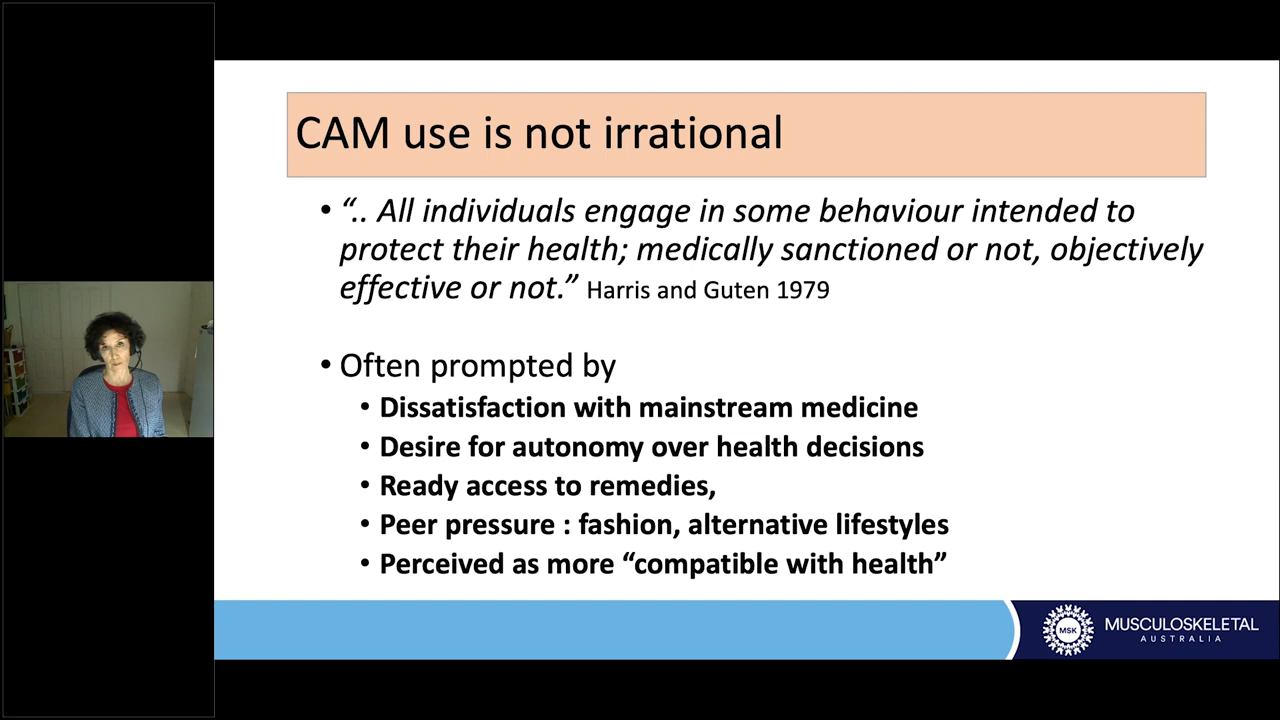 CAM use is not irrational
• “.. All individuals engage in some behaviour intended to
protect their health; medically sanctioned or not, objectively
effective or not.” Harris and Guten 1979
• Often prompted by
• Dissatisfaction with mainstream medicine
• Desire for autonomy over health decisions
• Ready access to remedies,
• Peer pressure : fashion, alternative lifestyles
• Perceived as more “compatible with health”
MSK
MUSCULOSKELETAL
AUSTRALIA